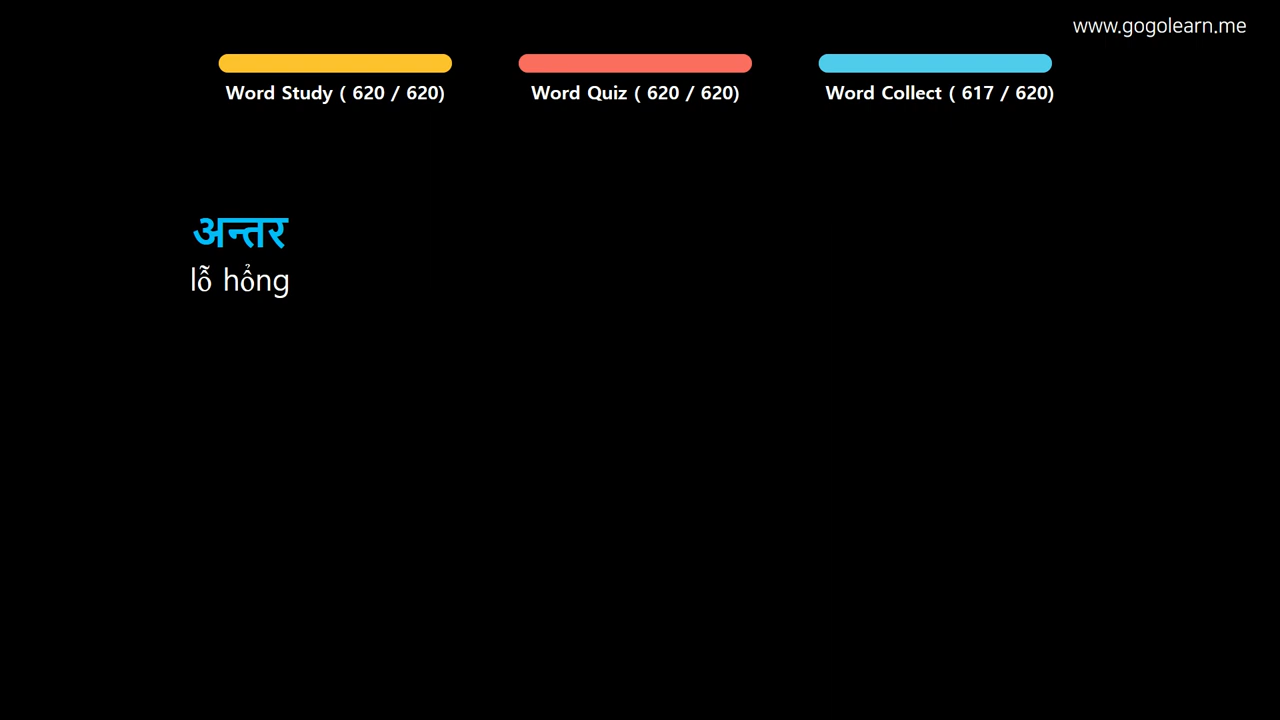 www.gogolearn.me
Word Study ( 620 / 620)
Word Quiz ( 620 / 620)
Word Collect ( 617 / 620)
अन्तर
lỗ hổng